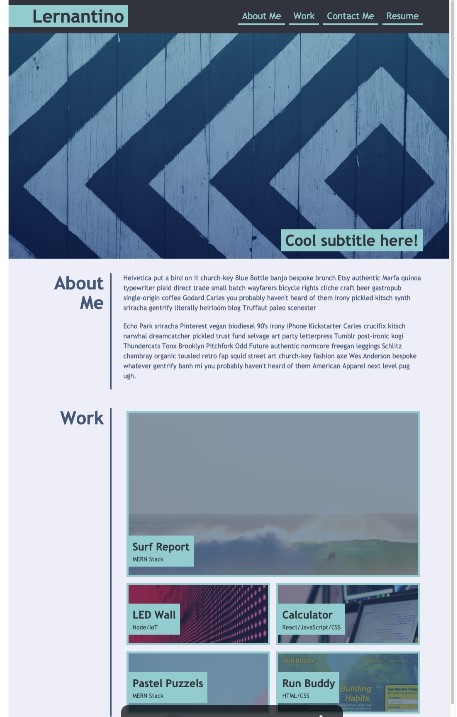 Lernantino
About Me Work Contact Me Resume
Cool subtitle here!
About
Me
Helvetica put a bird on it church-key Blue Bottle banjo bespoke brunch Etsy authentic Marfa quinoa
typewriter plaid direct trade small batch wayfarers bicycle rights cliche craft beer gastropub
single-origin coffee Godard Carles you probably haven't heard of them irony pickled kitsch synth
sriracha gentrify literally heirloom blog Truffaut paleo scenester
Echo Park sriracha Pinterest vegan biodiesel 90's irony iPhone Kickstarter Carles crucifix kitsch
narwhal dreamcatcher pickled trust fund selvage art party letterpress Tumblr post-ironic kogi
Thundercats Tonx Brooklyn Pitchfork Odd Future authentic normcore freegan leggings Schlitz
chambray organic tousled retro fap squid street art church-key fashion axe Wes Anderson bespoke
whatever gentrify banh mi you probably haven't heard of them American Apparel next level pug
ugh.
Work
Surf Report
MERN Stack
LED Wall
Node/IoT
Calculator
React/JavaScript/CSS
Pastel Puzzels
MERN Stack
RUN BUDDY
Run Buddy
HTML/CSS
Building
Habits.